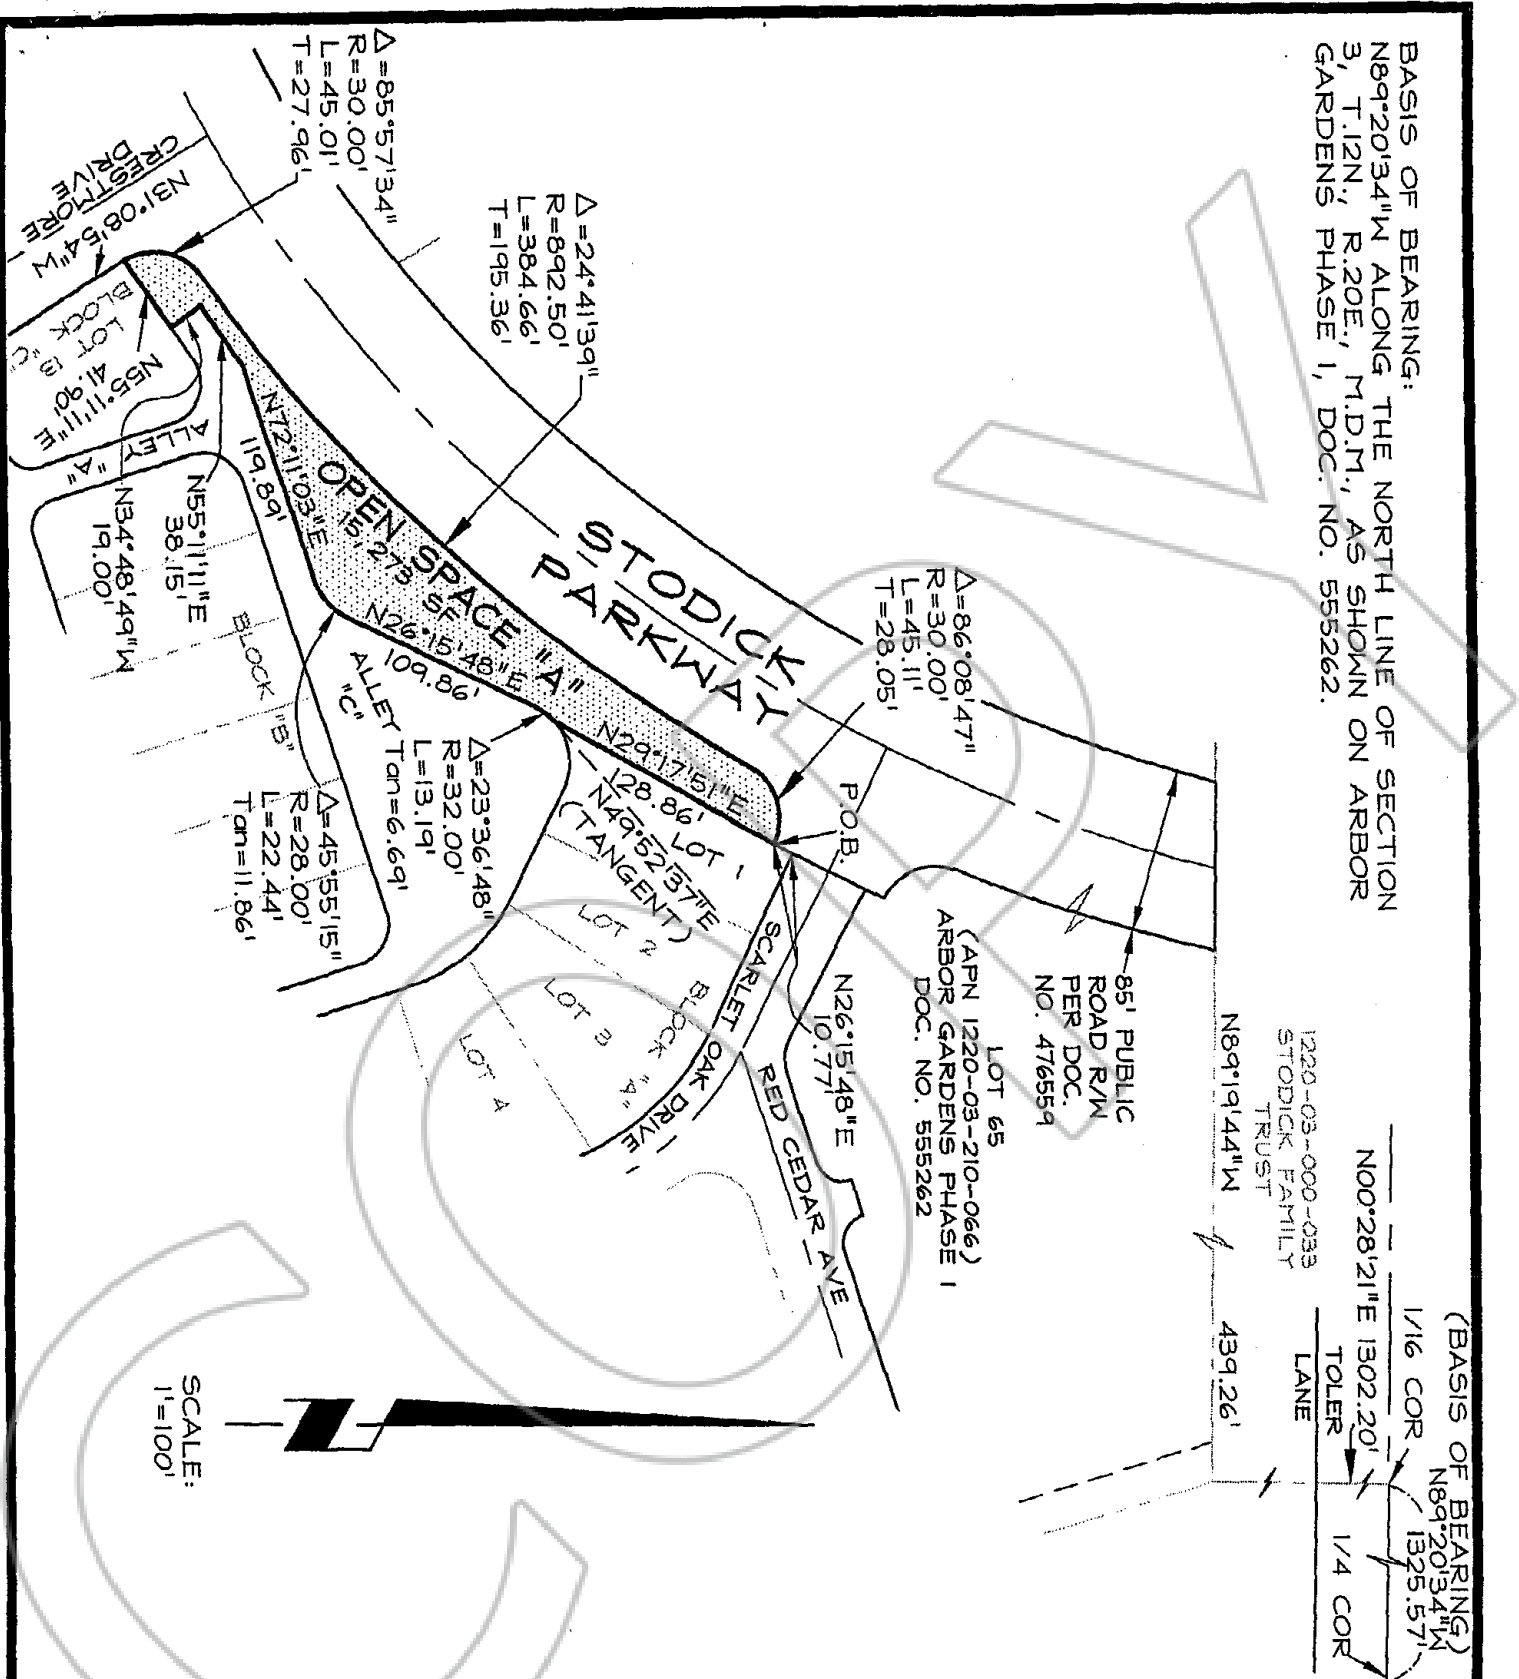 BASIS OF BEARING:
N89°20'34"W ALONG THE NORTH LINE OF SECTION
3, T.12N., R.20E., M.D.M., AS SHOWN ON ARBOR
GARDENS PHASE 1, DOC. NO. 555262.
(BASIS OF BEARING)
N89°20'34"W
1325.57'
1/16 COR
1/4 COR
N00°28'21"E 1302.20'
TOLER
LANE
1220-03-000-033
STODICK FAMILY
TRUST
N89°19'44"W
439.26'
85' PUBLIC
ROAD R/W
PER DOC.
NO. 476559
LOT 65
(APN 1220-03-210-066)
ARBOR GARDENS PHASE 1
DOC. NO. 555262
Δ=86°08'47"
R=30.00'
L=45.11'
T=28.05'
P.O.B.
N26°15'48"E
10.77'
RED CEDAR AVE
SCARLET OAK DRIVE
STODICK
PARKWAY
Δ=24°41'39"
R=892.50'
L=384.66'
T=195.36'
Δ=85°57'34"
R=30.00'
L=45.01'
T=27.96'
OPEN SPACE "A"
15,273 SF
N72°11'03"E
119.89'
N26°15'48"E
109.86'
N29°17'51"E
128.86'
N49°52'37"E
(TANGENT)
LOT 1
LOT 2
LOT 3
LOT 4
BLOCK "A"
ALLEY
"C"
Δ=23°36'48"
R=32.00'
L=13.19'
Tan=6.69'
Δ=45°55'15"
R=28.00'
L=22.44'
Tan=11.86'
BLOCK "B"
CRESTMORE
DRIVE
N31°08'54"W
LOT 13
BLOCK "C"
N55°11'11"E
41.90'
ALLEY "A"
N55°11'11"E
38.15'
N34°48'49"W
19.00'
SCALE:
1"=100'
COPY